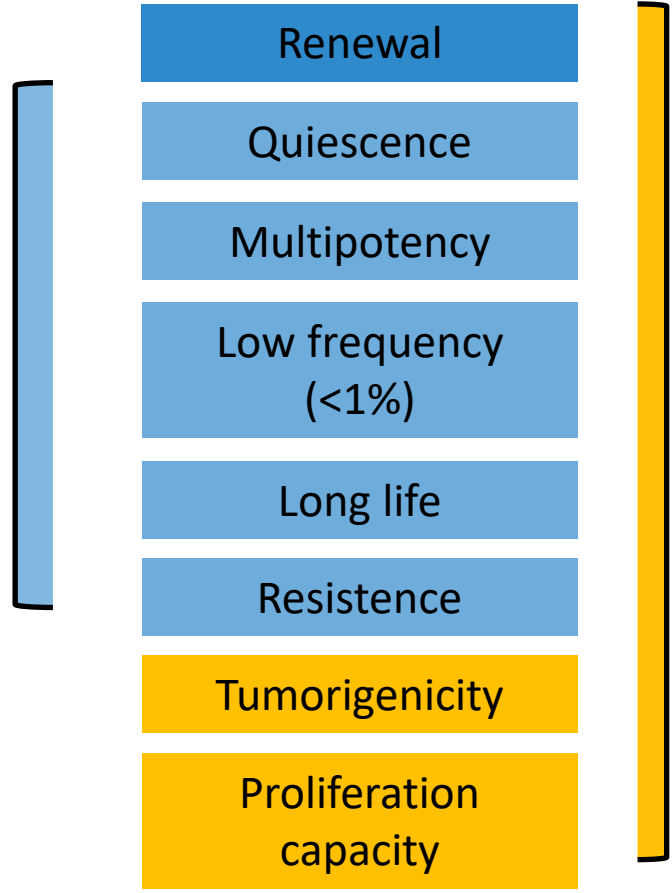 Renewal
Quiescence
Multipotency
Low frequency
(<1%)
Long life
Resistence
Tumorigenicity
Proliferation
capacity